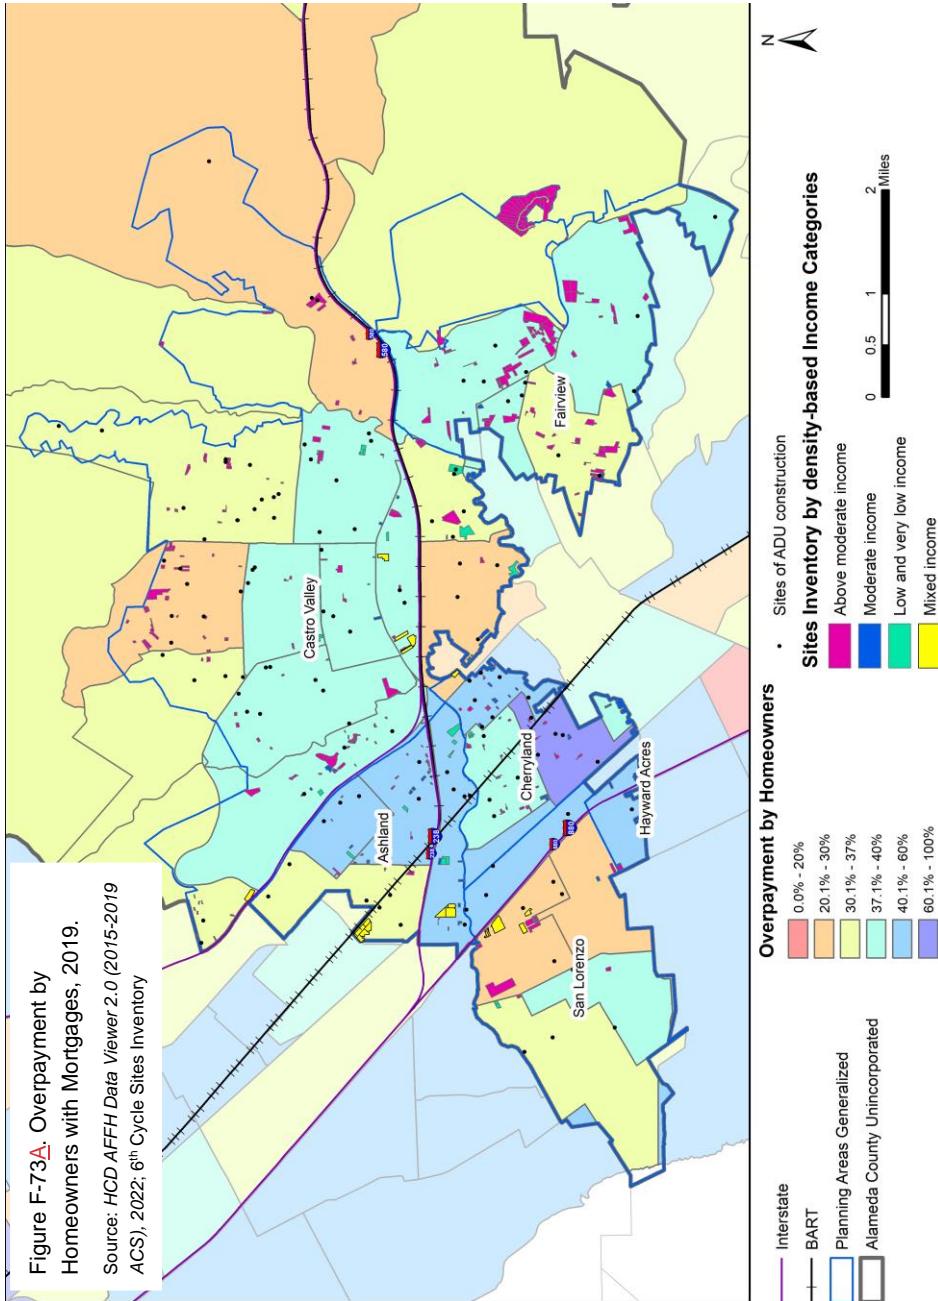 Figure F-73A. Overpayment by
Homeowners with Mortgages, 2019.
Source: HCD AFFH Data Viewer 2.0 (2015-2019
ACS), 2022; 6th Cycle Sites Inventory
Castro Valley
Ashland
Cherryland
Hayward Acres
San Lorenzo
Fairview
580
238
880
N
Interstate
BART
Planning Areas Generalized
Alameda County Unincorporated
Overpayment by Homeowners
0.0% - 20%
20.1% - 30%
30.1% - 37%
37.1% - 40%
40.1% - 60%
60.1% - 100%
Sites of ADU construction
Sites Inventory by density-based Income Categories
Above moderate income
Moderate income
Low and very low income
Mixed income
0 0.5 1 2
Miles